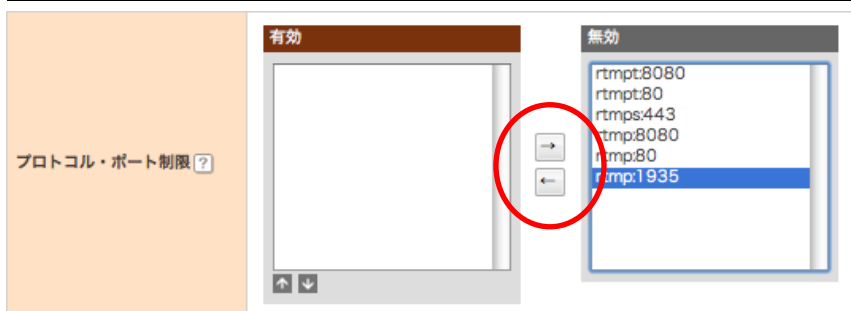 有効
無効
rtmpt:8080
rtmpt:80
rtmps:443
rtmp:8080
rtmp:80
rtmp:1935
プロトコル・ポート制限 ?
→
←
↑ ↓